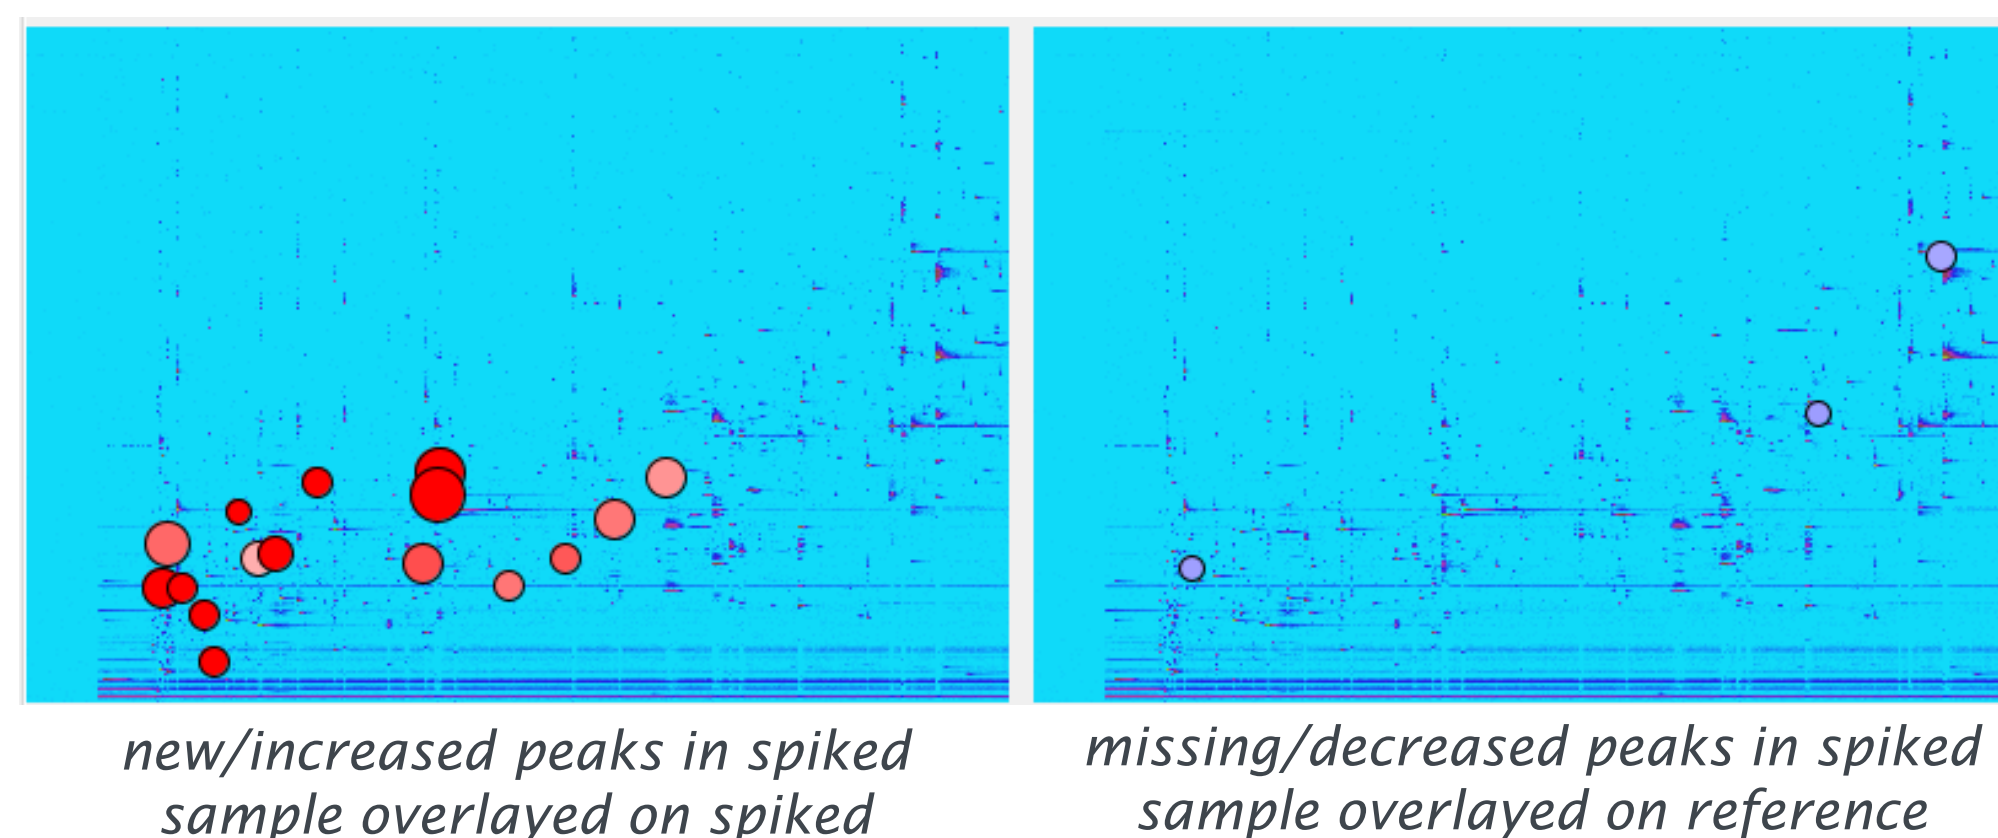 new/increased peaks in spiked
sample overlayed on spiked
missing/decreased peaks in spiked
sample overlayed on reference